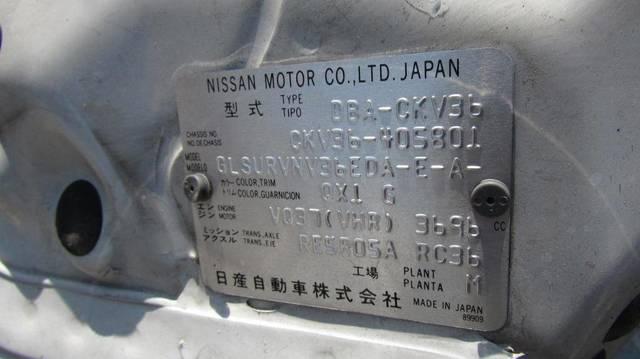 NISSAN MOTOR CO.,LTD. JAPAN
型式 TYPE TIPO DBA-CKV36
CHASSIS NO. NO.DE CHASIS CKV36-405801
MODEL MODELO GLSURVNV36EDA-E-A-
カラー COLOR,TRIM トリム COLOR,GUARNICION QX1 G
エンジン ENGINE MOTOR VQ37(VHR) 3696 CC
ミッション TRANS.,AXLE アクスル TRANS.,EJE RE5R05A RC36
工場 PLANT PLANTA M
日産自動車株式会社 MADE IN JAPAN
89909